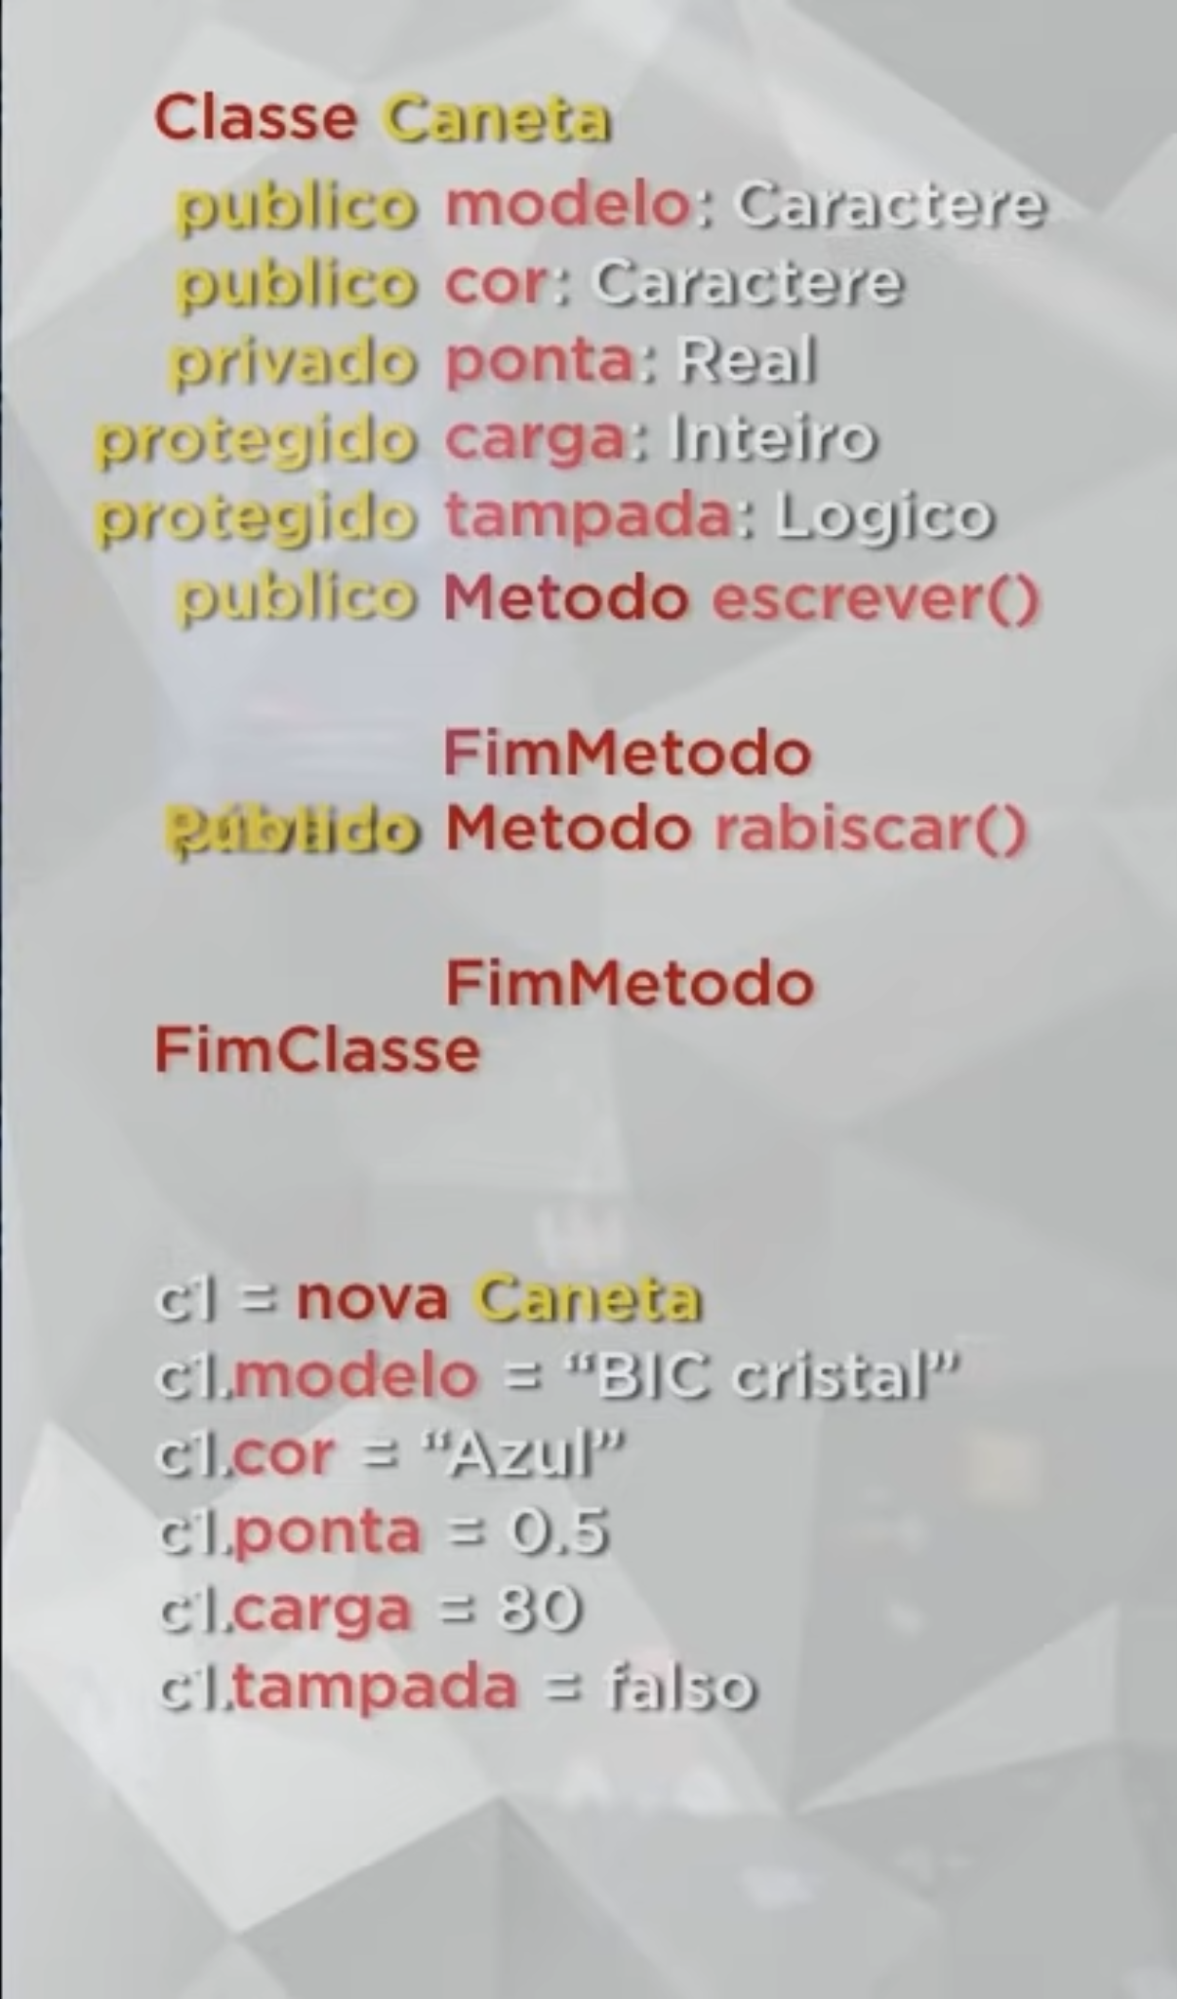 Classe Caneta
publico modelo: Caractere
publico cor: Caractere
privado ponta: Real
protegido carga: Inteiro
protegido tampada: Logico
publico Metodo escrever()
FimMetodo
Metodo rabiscar()
FimMetodo
FimClasse
c1 = nova Caneta
c1.modelo = “BIC cristal”
c1.cor = “Azul”
c1.ponta = 0.5
c1.carga = 80
c1.tampada = falso